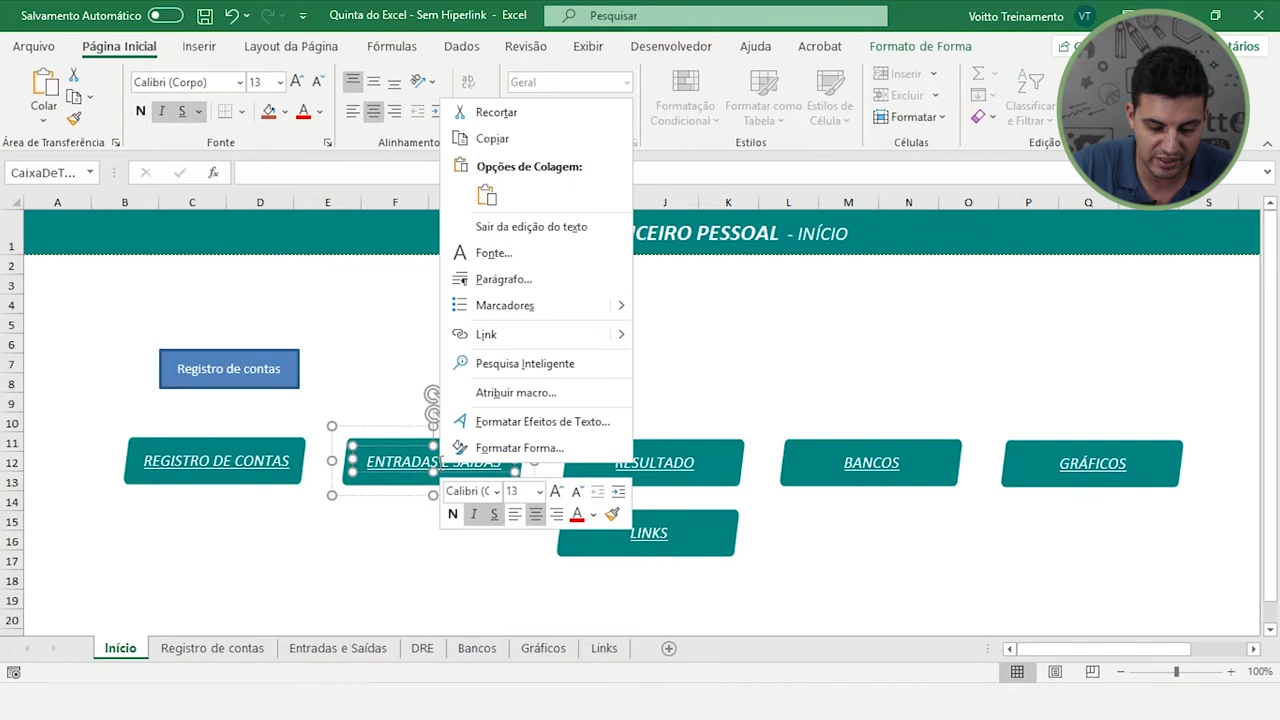 Salvamento Automático
Quinta do Excel - Sem Hiperlink - Excel
Pesquisar
Voitto Treinamento
VT
Arquivo
Página Inicial
Inserir
Layout da Página
Fórmulas
Dados
Revisão
Exibir
Desenvolvedor
Ajuda
Acrobat
Formato de Forma
Colar
Calibri (Corpo)
13
Geral
N I S
Área de Transferência
Fonte
Alinhamento
Formatação Condicional
Formatar como Tabela
Estilos de Célula
Estilos
Inserir
Excluir
Formatar
Células
Classificar e Filtrar
Edição
CaixaDeT...
fx
A B C D E F J K L M N O P Q R S
1
2
3
4
5
6
7
8
9
10
11
12
13
14
15
16
17
18
19
20
CEIRO PESSOAL - INÍCIO
Registro de contas
REGISTRO DE CONTAS
ENTRADAS E SAÍDAS
RESULTADO
BANCOS
GRÁFICOS
LINKS
Recortar
Copiar
Opções de Colagem:
Sair da edição do texto
Fonte...
Parágrafo...
Marcadores
Link
Pesquisa Inteligente
Atribuir macro...
Formatar Efeitos de Texto...
Formatar Forma...
Calibri (C
13
N I S
Início
Registro de contas
Entradas e Saídas
DRE
Bancos
Gráficos
Links
100%